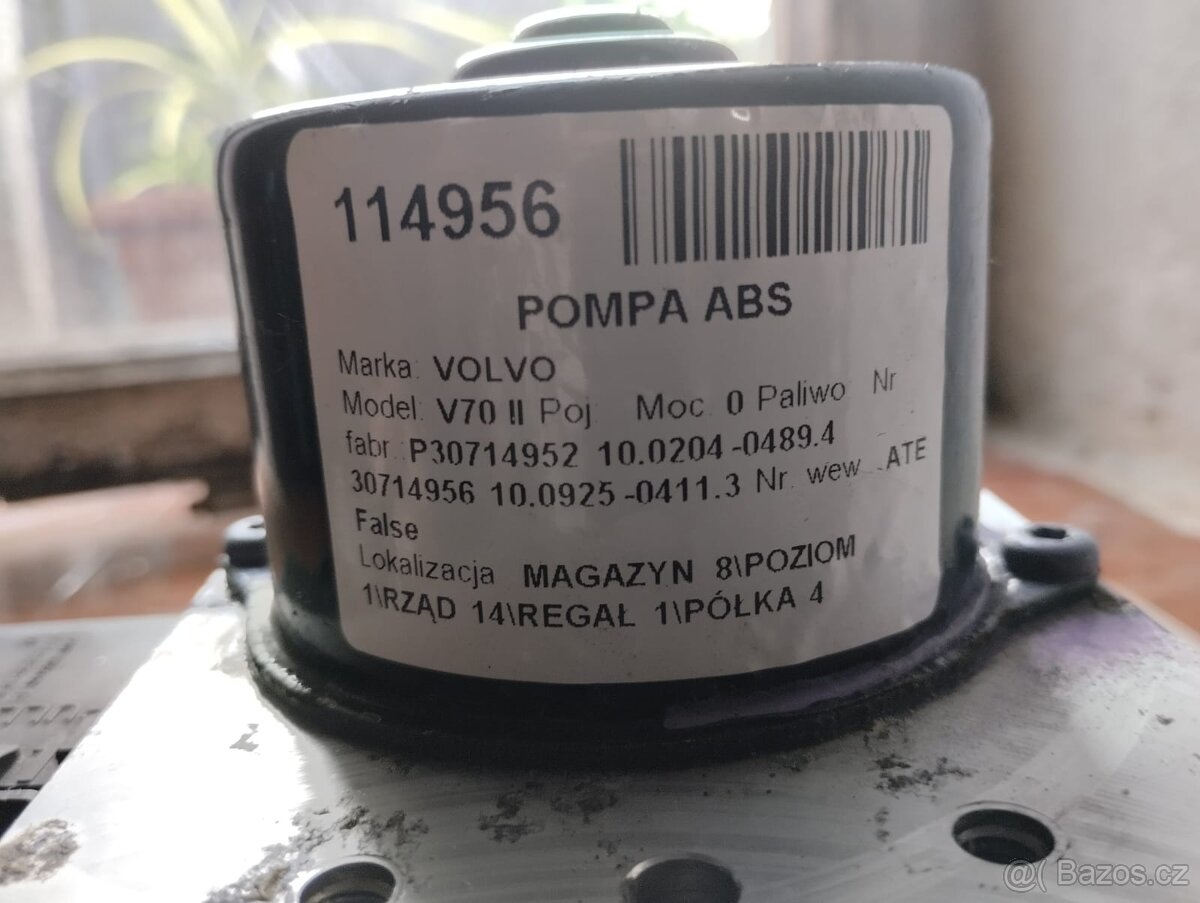 114956
POMPA ABS
Marka: VOLVO
Model: V70 II Poj. Moc. 0 Paliwo Nr
fabr. P30714952 10.0204-0489.4
30714956 10.0925-0411.3 Nr. wew. ATE
False
Lokalizacja MAGAZYN 8\POZIOM
1\RZĄD 14\REGAŁ 1\PÓŁKA 4
@( Bazos.cz